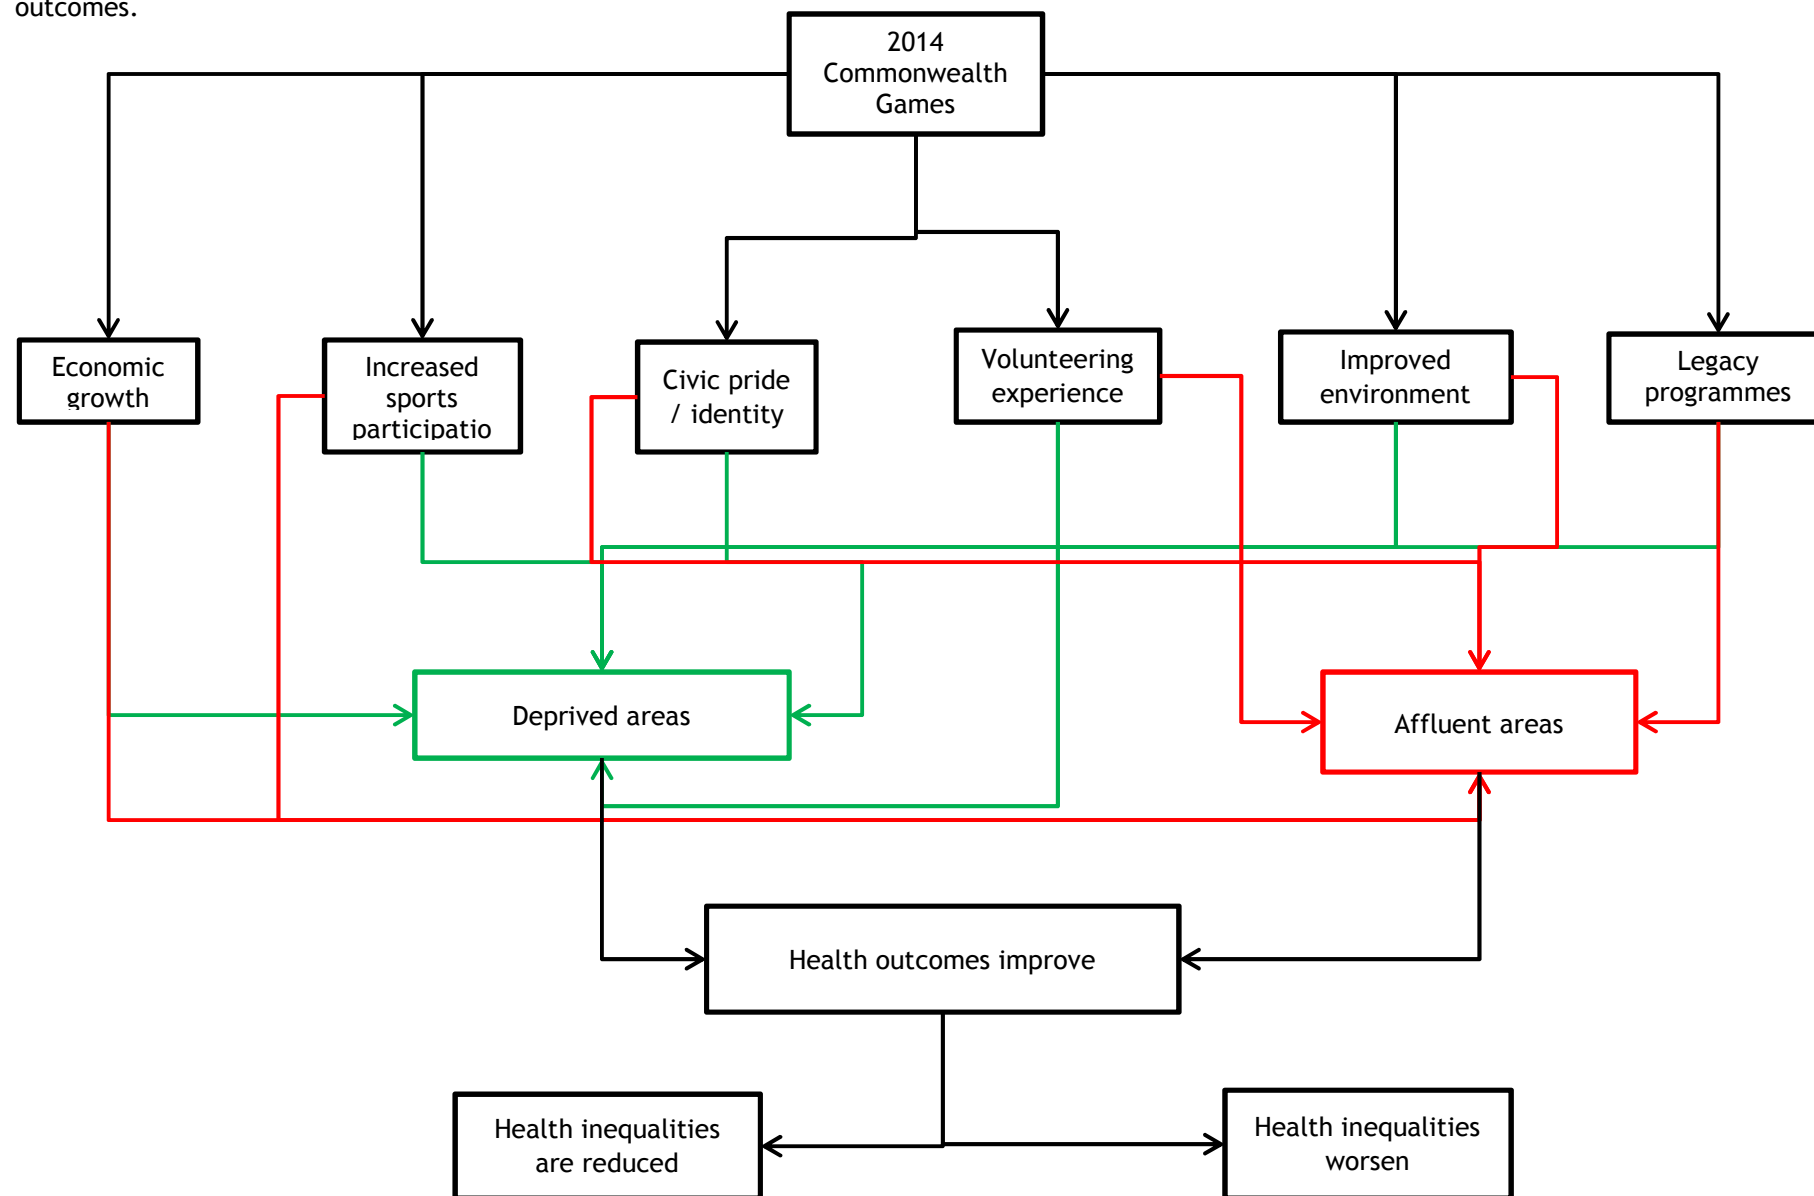 outcomes.
2014
Commonwealth
Games
Economic
growth
Increased
sports
participatio
Civic pride
/ identity
Volunteering
experience
Improved
environment
Legacy
programmes
Deprived areas
Affluent areas
Health outcomes improve
Health inequalities
are reduced
Health inequalities
worsen